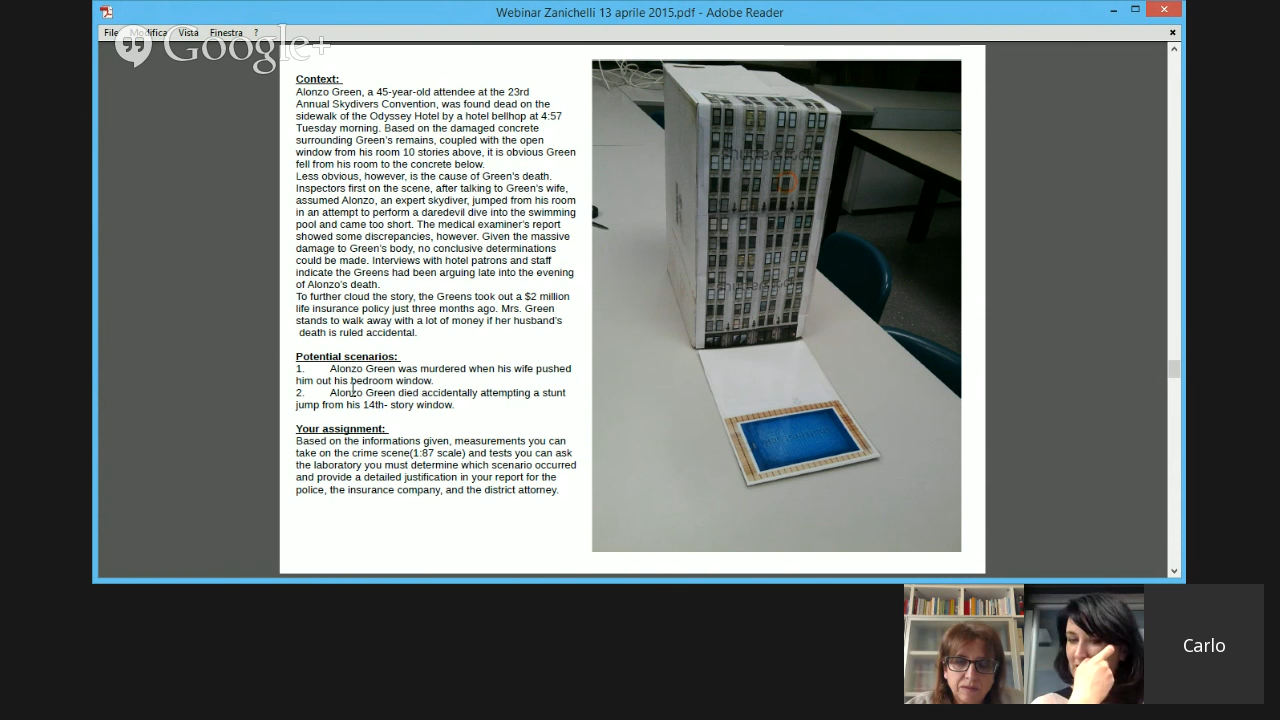 Webinar Zanichelli 13 aprile 2015.pdf - Adobe Reader
File Modifica Vista Finestra ?
Google+
Context:
Alonzo Green, a 45-year-old attendee at the 23rd
Annual Skydivers Convention, was found dead on the
sidewalk of the Odyssey Hotel by a hotel bellhop at 4:57
Tuesday morning. Based on the damaged concrete
surrounding Green's remains, coupled with the open
window from his room 10 stories above, it is obvious Green
fell from his room to the concrete below.
Less obvious, however, is the cause of Green's death.
Inspectors first on the scene, after talking to Green's wife,
assumed Alonzo, an expert skydiver, jumped from his room
in an attempt to perform a daredevil dive into the swimming
pool and came too short. The medical examiner's report
showed some discrepancies, however. Given the massive
damage to Green's body, no conclusive determinations
could be made. Interviews with hotel patrons and staff
indicate the Greens had been arguing late into the evening
of Alonzo's death.
To further cloud the story, the Greens took out a $2 million
life insurance policy just three months ago. Mrs. Green
stands to walk away with a lot of money if her husband's
death is ruled accidental.
Potential scenarios:
1. Alonzo Green was murdered when his wife pushed
him out his bedroom window.
2. Alonzo Green died accidentally attempting a stunt
jump from his 14th- story window.
Your assignment:
Based on the informations given, measurements you can
take on the crime scene(1:87 scale) and tests you can ask
the laboratory you must determine which scenario occurred
and provide a detailed justification in your report for the
police, the insurance company, and the district attorney.
Carlo